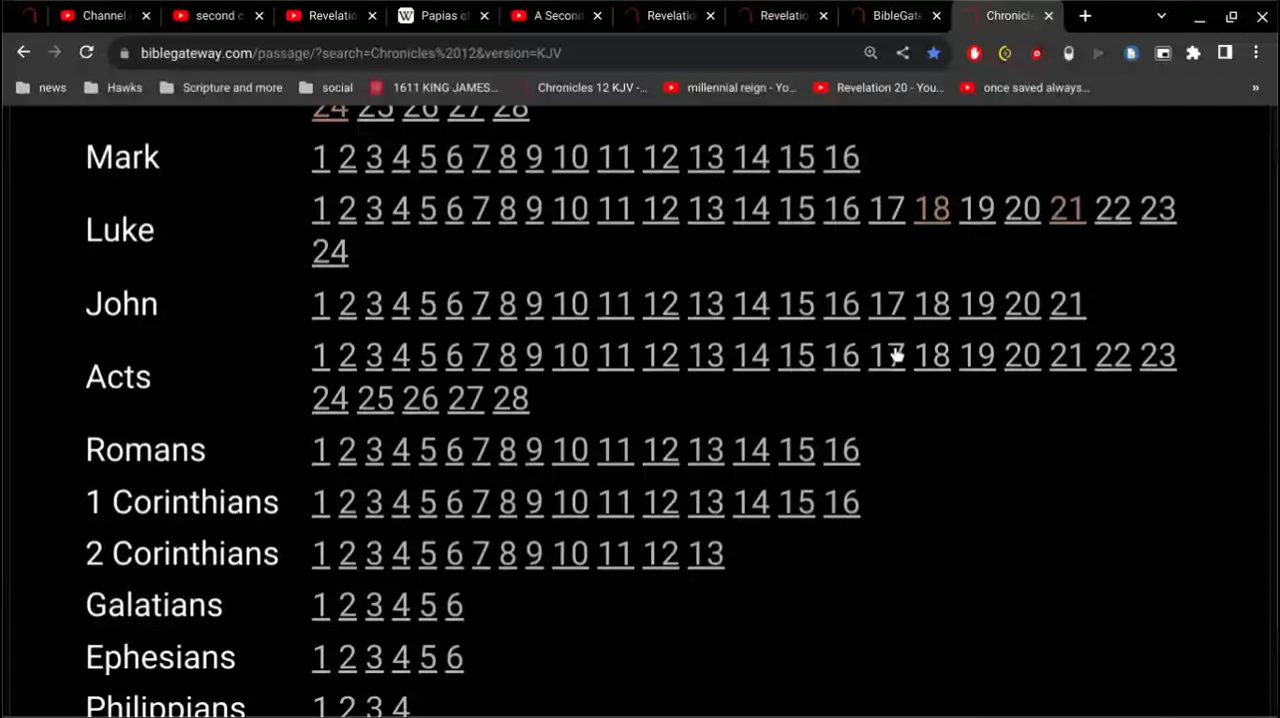 Channel
second c
Revelatio
Papias of
A Second
Revelatio
Revelatio
BibleGate
Chronicle
biblegateway.com/passage/?search=Chronicles%2012&version=KJV
news
Hawks
Scripture and more
social
1611 KING JAMES...
Chronicles 12 KJV -...
millennial reign - Yo...
Revelation 20 - You...
once saved always...
»
24 25 26 27 28
Mark 1 2 3 4 5 6 7 8 9 10 11 12 13 14 15 16
Luke 1 2 3 4 5 6 7 8 9 10 11 12 13 14 15 16 17 18 19 20 21 22 23
24
John 1 2 3 4 5 6 7 8 9 10 11 12 13 14 15 16 17 18 19 20 21
Acts 1 2 3 4 5 6 7 8 9 10 11 12 13 14 15 16 17 18 19 20 21 22 23
24 25 26 27 28
Romans 1 2 3 4 5 6 7 8 9 10 11 12 13 14 15 16
1 Corinthians 1 2 3 4 5 6 7 8 9 10 11 12 13 14 15 16
2 Corinthians 1 2 3 4 5 6 7 8 9 10 11 12 13
Galatians 1 2 3 4 5 6
Ephesians 1 2 3 4 5 6
Philippians 1 2 3 4